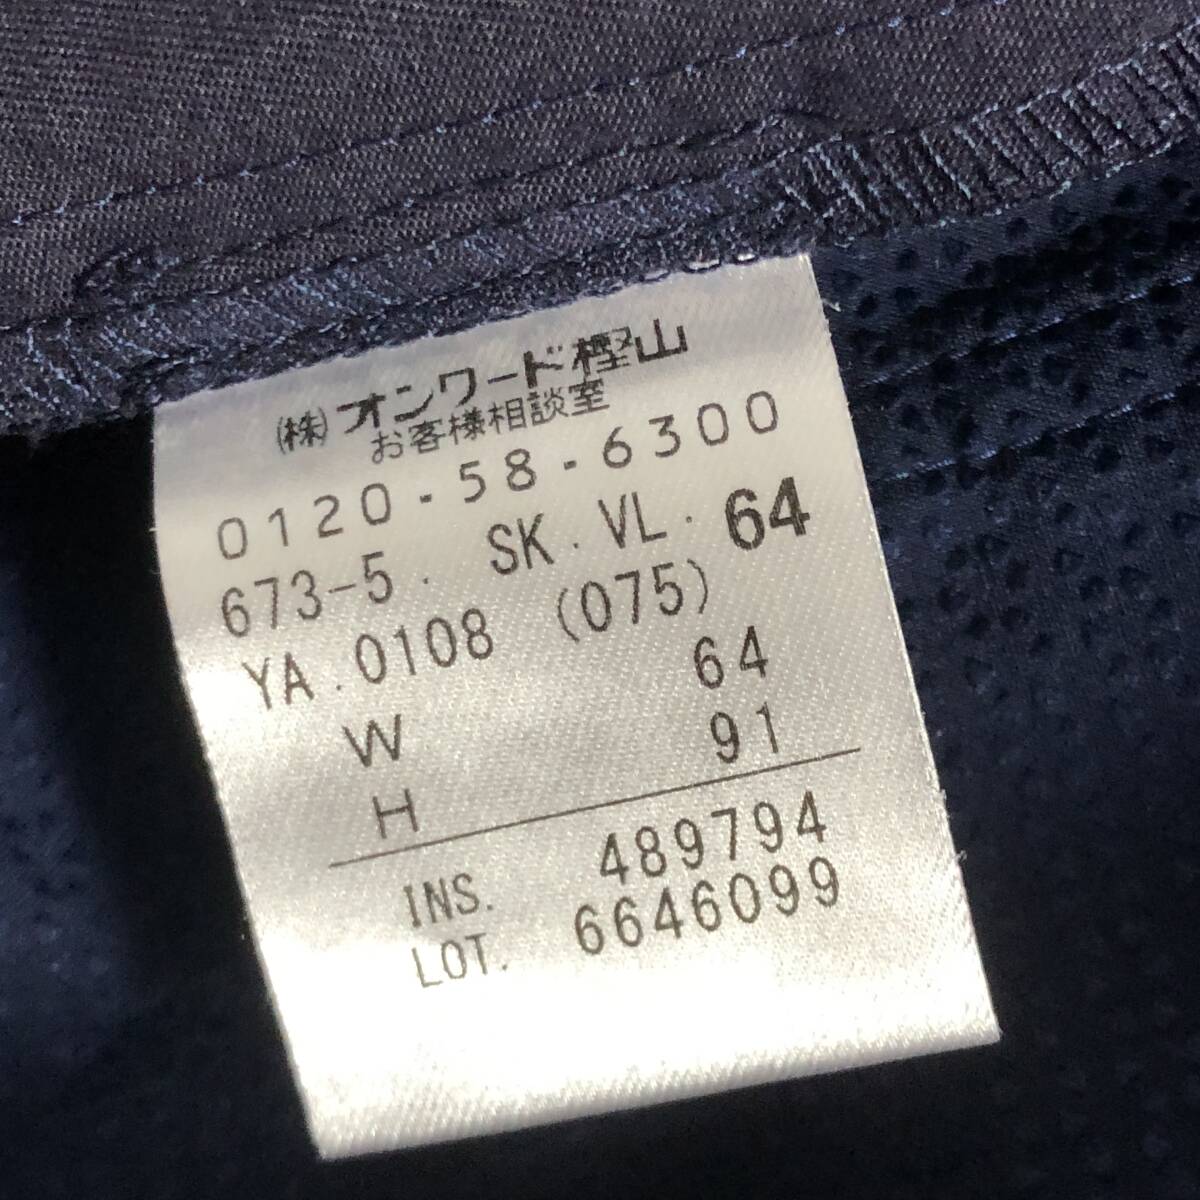 (株)オンワード樫山
お客様相談室
0120-58-6300
673-5. SK. VL. 64
YA.0108 (075)
W 64
H 91
INS. 489794
LOT. 6646099